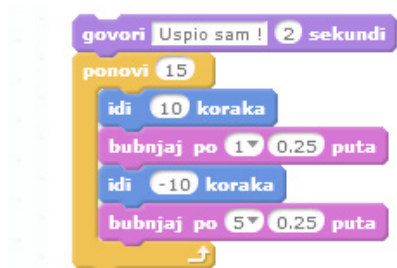 govori Uspio sam ! 2 sekundi
ponovi 15
idi 10 koraka
bubnjaj po 1 0.25 puta
idi -10 koraka
bubnjaj po 5 0.25 puta